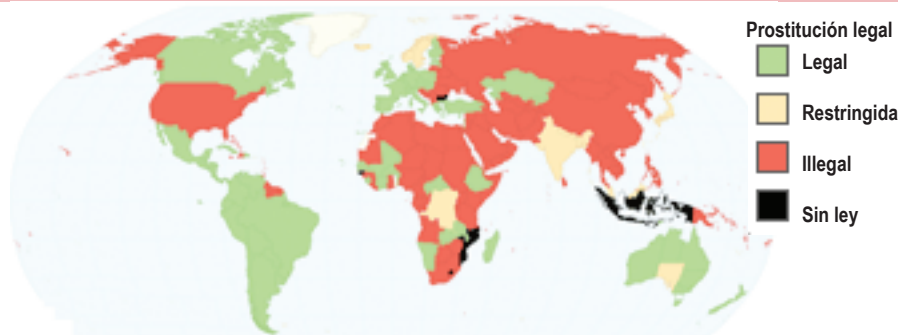 Prostitución legal
Legal
Restringida
Illegal
Sin ley